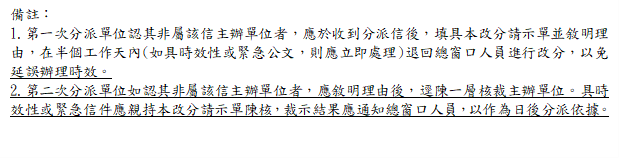 備註：
1. 第一次分派單位認其非屬該信主辦單位者，應於收到分派信後，填具本改分請示單並敘明理
由，在半個工作天內(如具時效性或緊急公文，則應立即處理)退回總窗口人員進行改分，以免
延誤辦理時效。
2. 第二次分派單位如認其非屬該信主辦單位者，應敘明理由後，逕陳一層核裁主辦單位。具時
效性或緊急信件應親持本改分請示單陳核，裁示結果應通知總窗口人員，以作為日後分派依據。